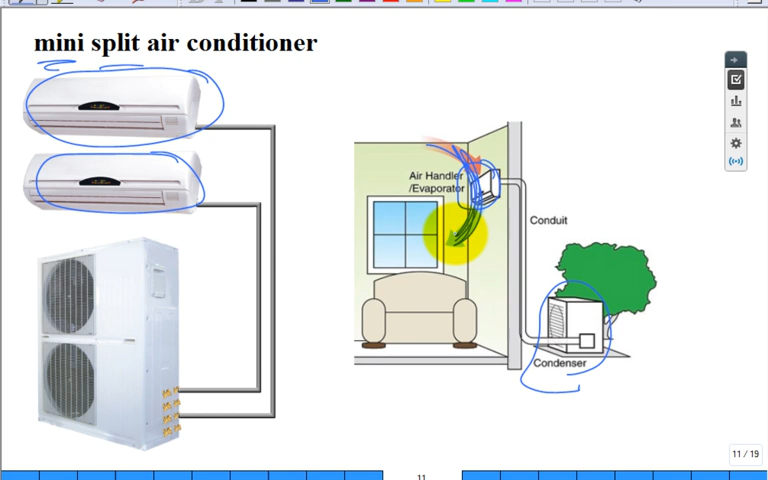 mini split air conditioner
Air Handler
/Evaporator
Conduit
Condenser
11 / 19
11